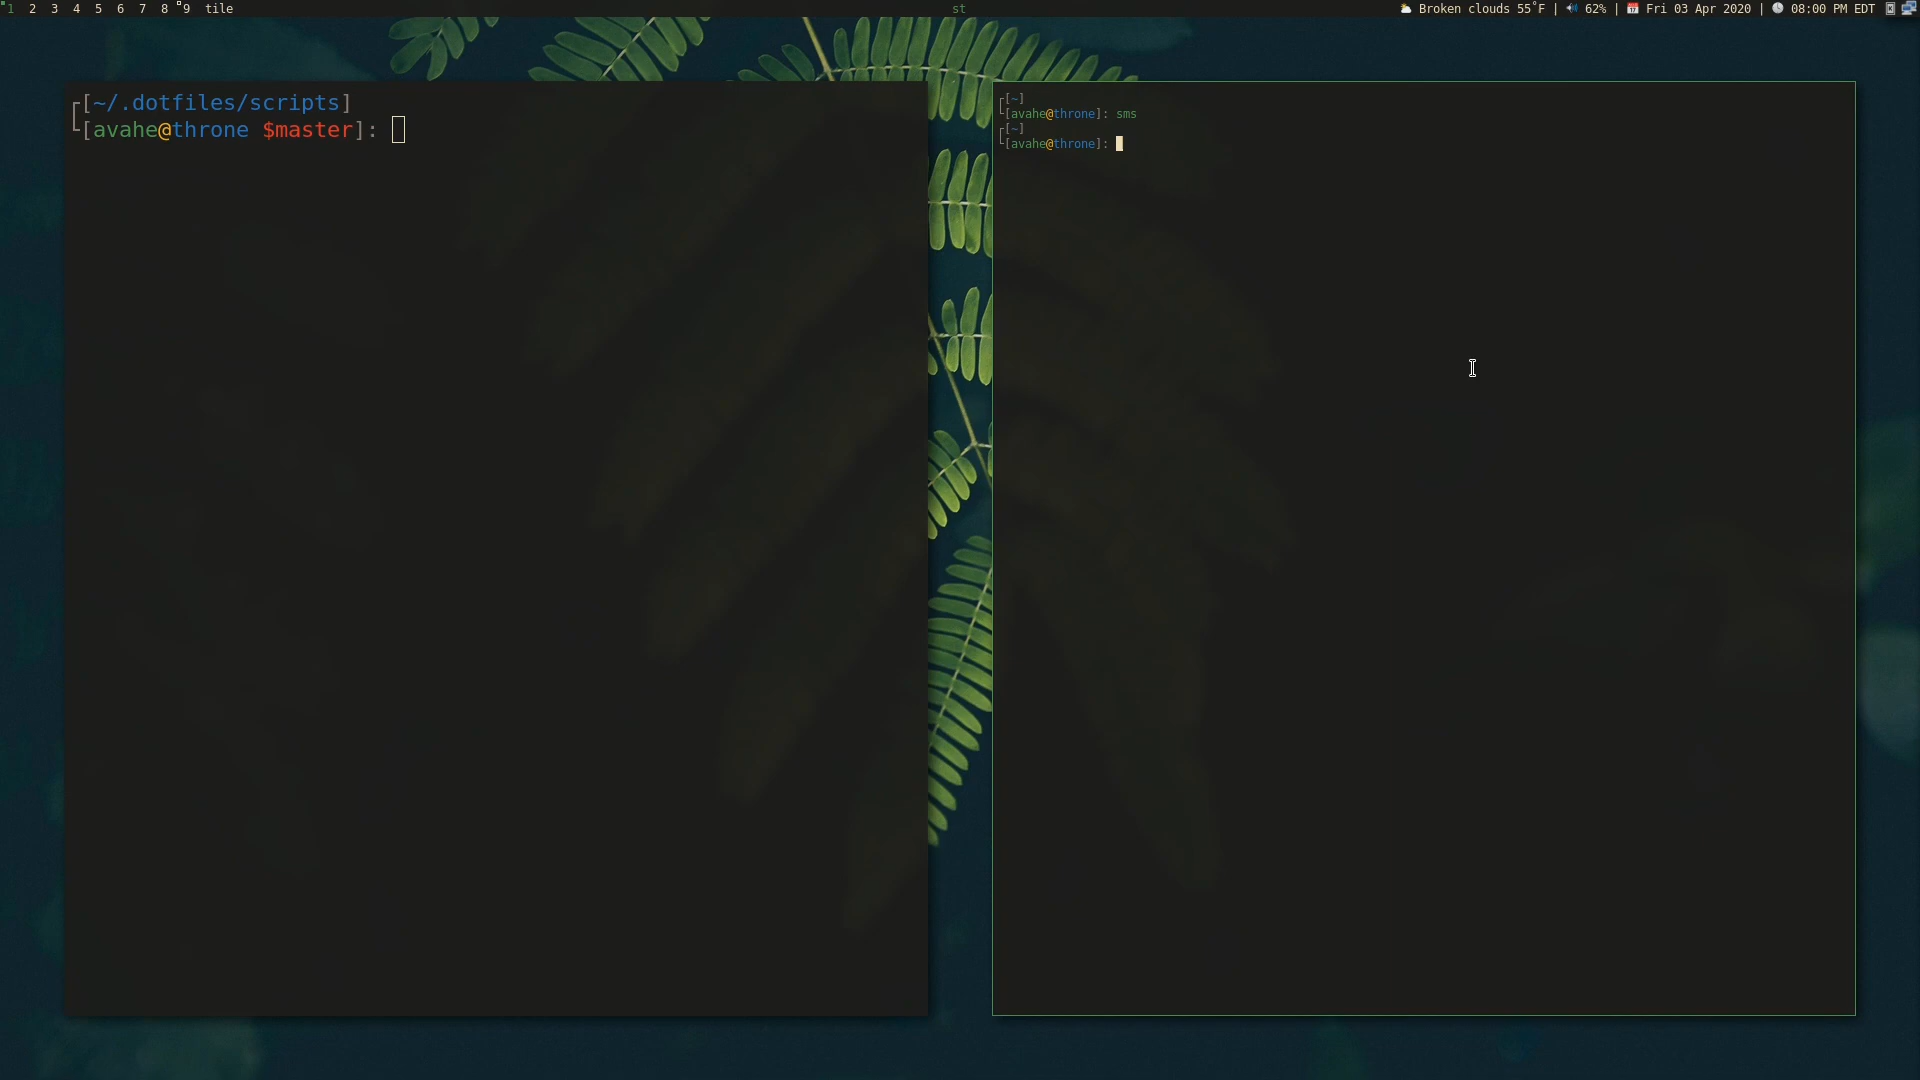 1 2 3 4 5 6 7 8 9 tile st Broken clouds 55°F | 62% | Fri 03 Apr 2020 | 08:00 PM EDT
[~/.dotfiles/scripts]
[avahe@throne $master]:
[~]
[avahe@throne]: sms
[~]
[avahe@throne]: